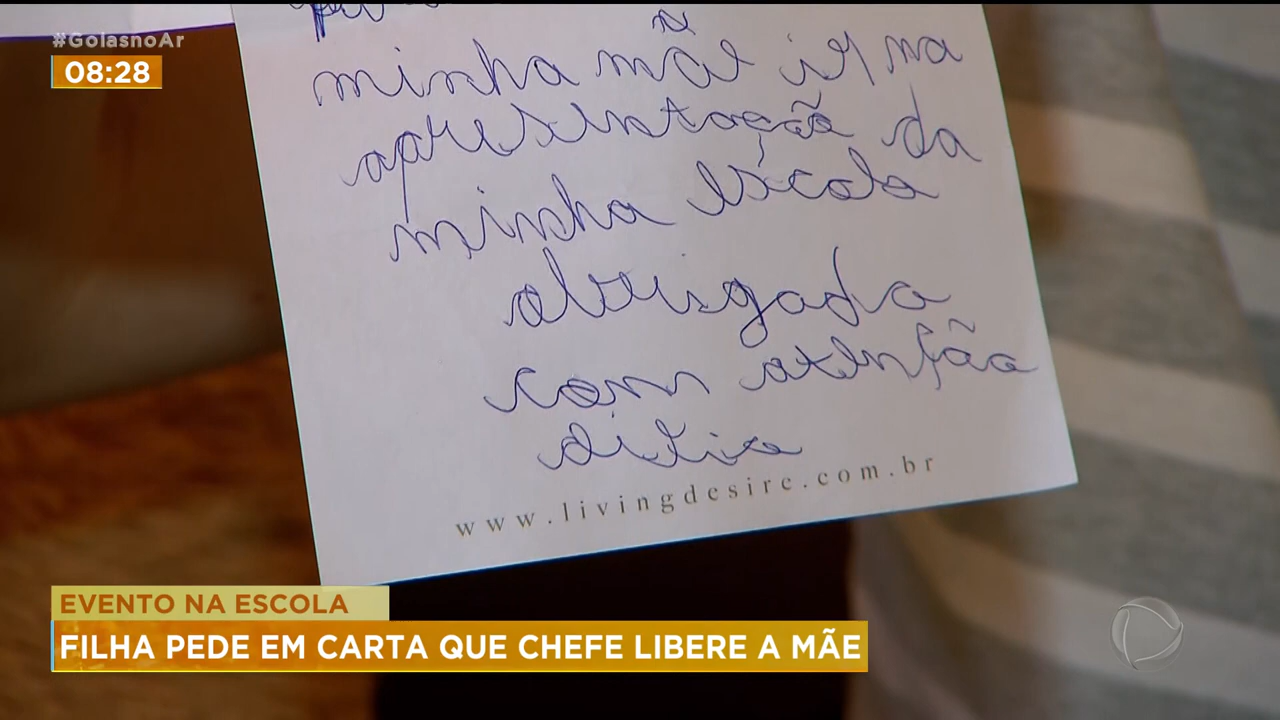 #GoiasnoAr
08:28
minha mãe ir na
apresentação da
minha escola
obrigada
com atenção
www.livingdesire.com.br
EVENTO NA ESCOLA
FILHA PEDE EM CARTA QUE CHEFE LIBERE A MÃE